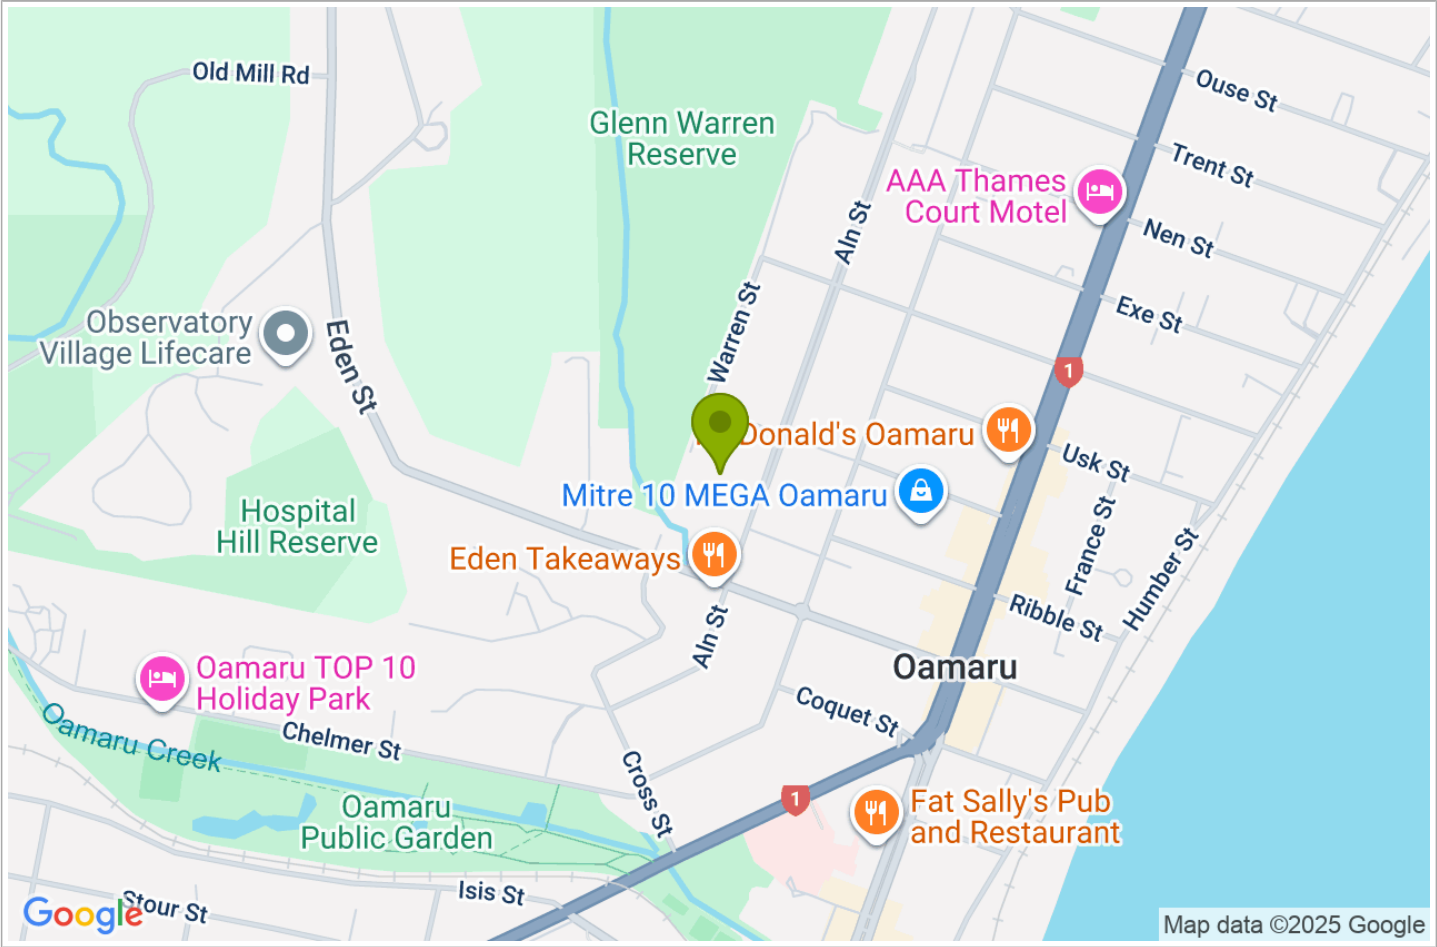 Old Mill Rd
Glenn Warren
Reserve
Ouse St
Trent St
AAA Thames
Court Motel
Nen St
Aln St
Exe St
Warren St
Observatory
Village Lifecare
Eden St
1
Donald's Oamaru
Usk St
Mitre 10 MEGA Oamaru
Hospital
Hill Reserve
France St
Humber St
Eden Takeaways
Ribble St
Aln St
Oamaru
Oamaru TOP 10
Holiday Park
Coquet St
Oamaru Creek
Chelmer St
Cross St
1
Oamaru
Public Garden
Fat Sally's Pub
and Restaurant
Isis St
Stour St
Google
Map data ©2025 Google